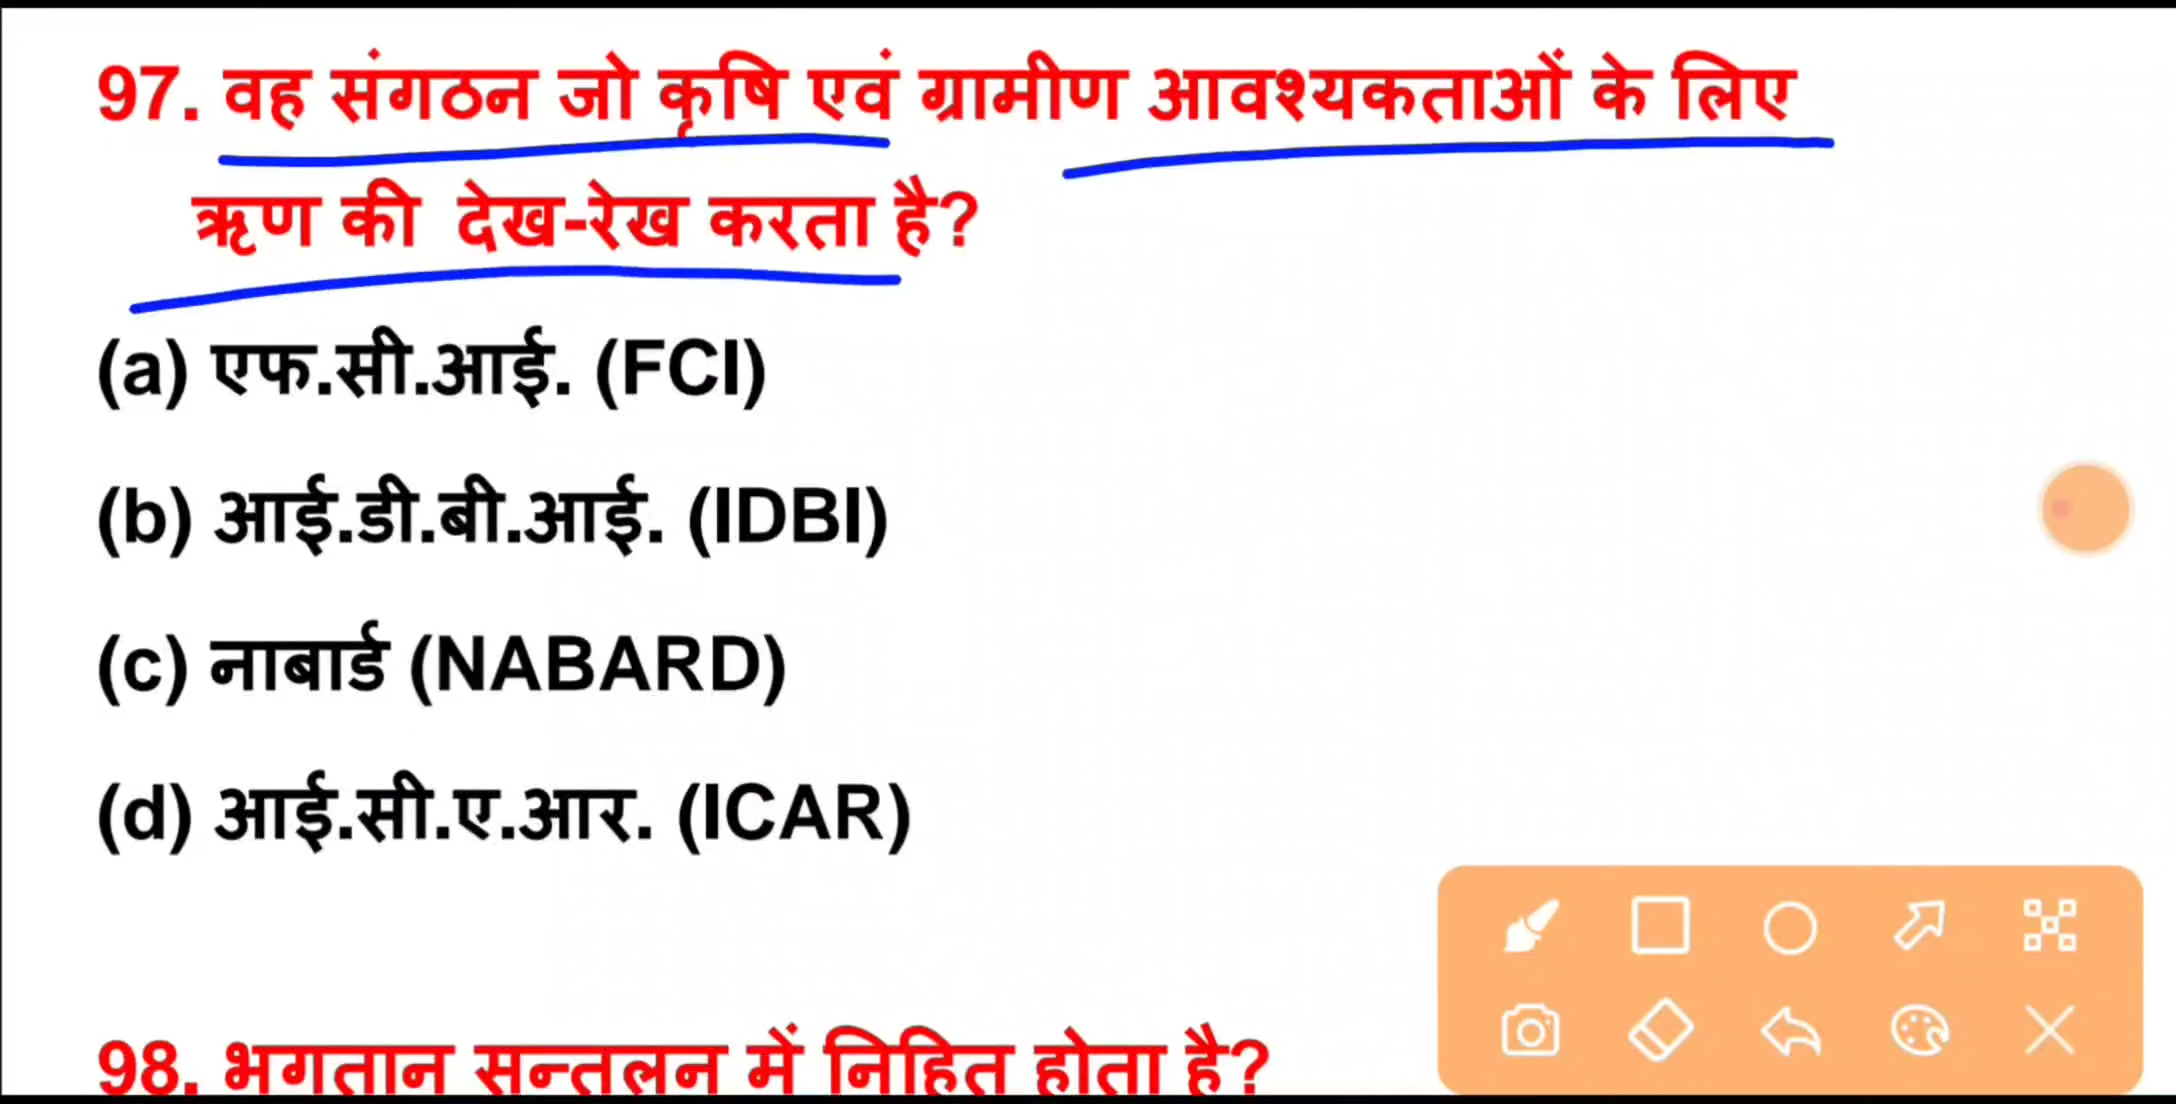 97. वह संगठन जो कृषि एवं ग्रामीण आवश्यकताओं के लिए
ऋण की देख-रेख करता है?
(a) एफ.सी.आई. (FCI)
(b) आई.डी.बी.आई. (IDBI)
(c) नाबार्ड (NABARD)
(d) आई.सी.ए.आर. (ICAR)
98. भुगतान सन्तुलन में निहित होता है?